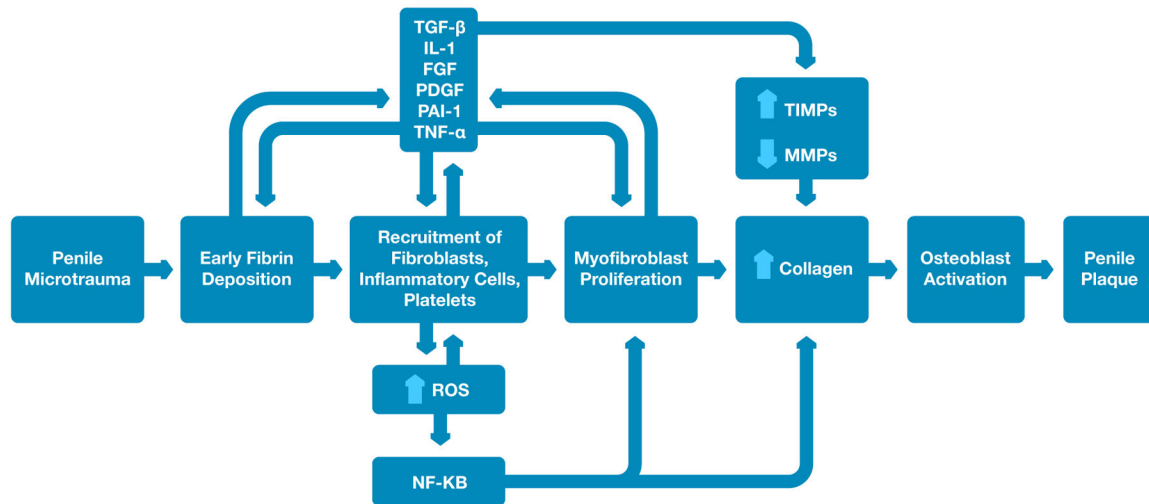 TGF-β
IL-1
FGF
PDGF
PAI-1
TNF-α
TIMPs
MMPs
Penile
Microtrauma
Early Fibrin
Deposition
Recruitment of
Fibroblasts,
Inflammatory Cells,
Platelets
Myofibroblast
Proliferation
Collagen
Osteoblast
Activation
Penile
Plaque
ROS
NF-KB